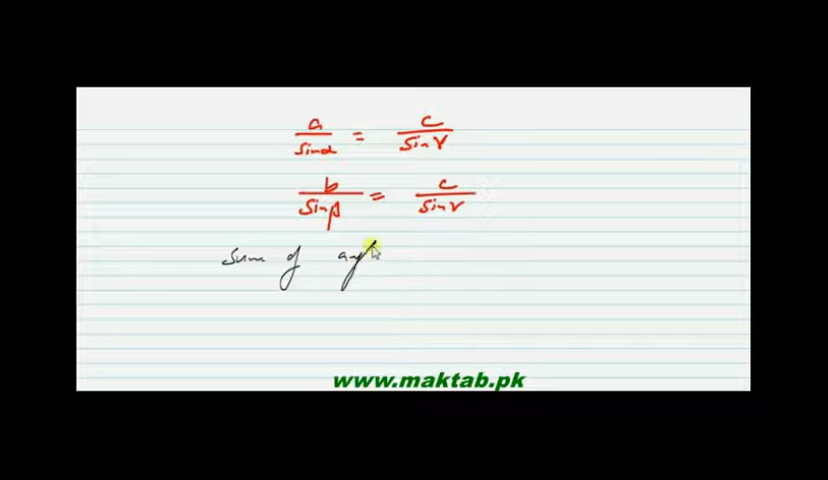 a/sinα = c/sinγ
b/sinβ = c/sinγ
Sum of
www.maktab.pk